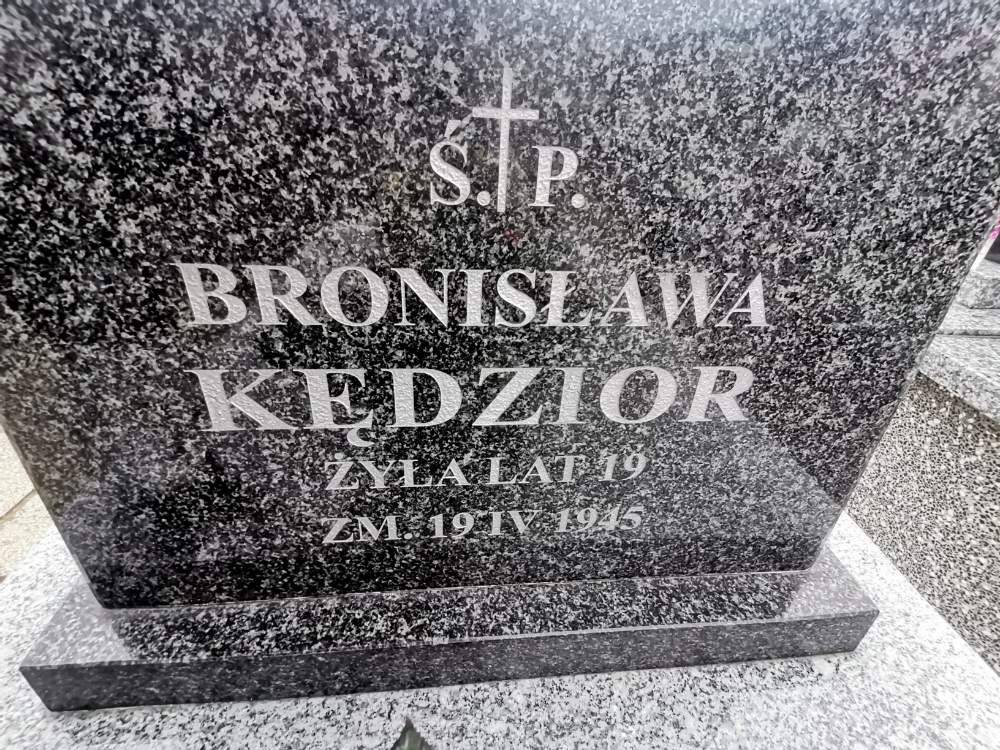 Ś. P.
BRONISŁAWA
KĘDZIOR
ŻYŁA LAT 19
ZM. 19 IV 1945